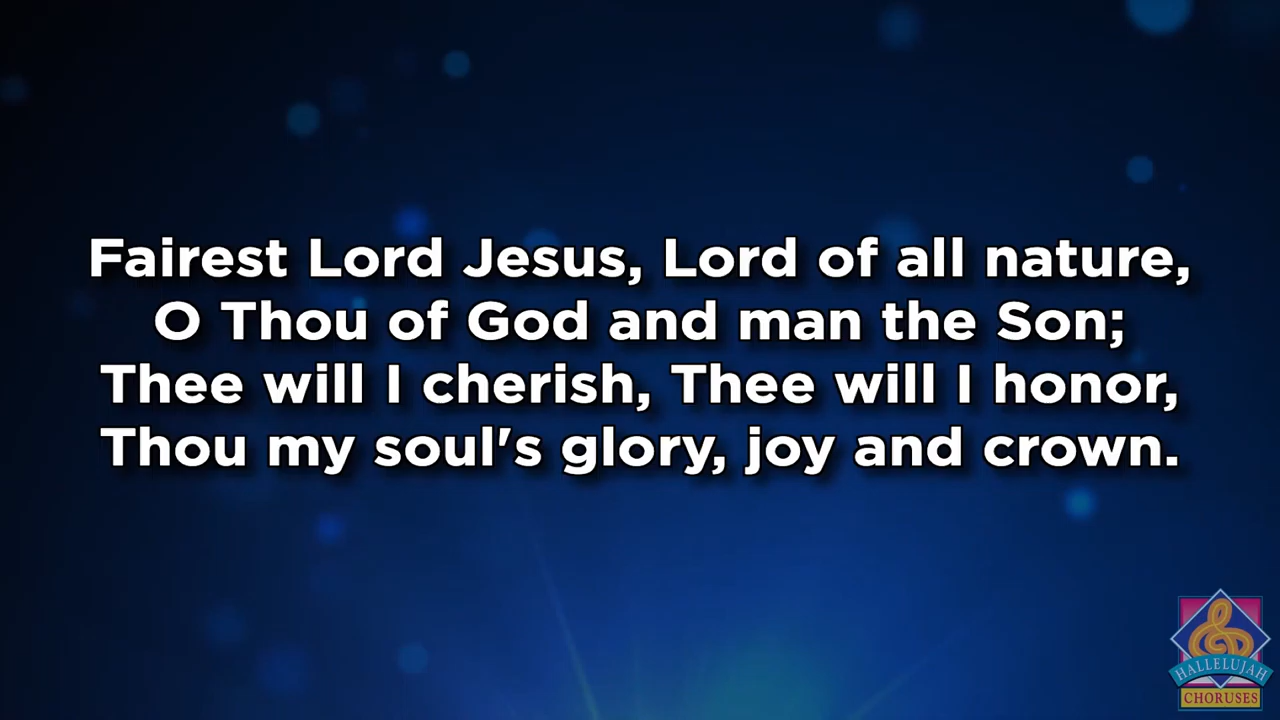 Fairest Lord Jesus, Lord of all nature,
O Thou of God and man the Son;
Thee will I cherish, Thee will I honor,
Thou my soul's glory, joy and crown.
HALLELUJAH
CHORUSES